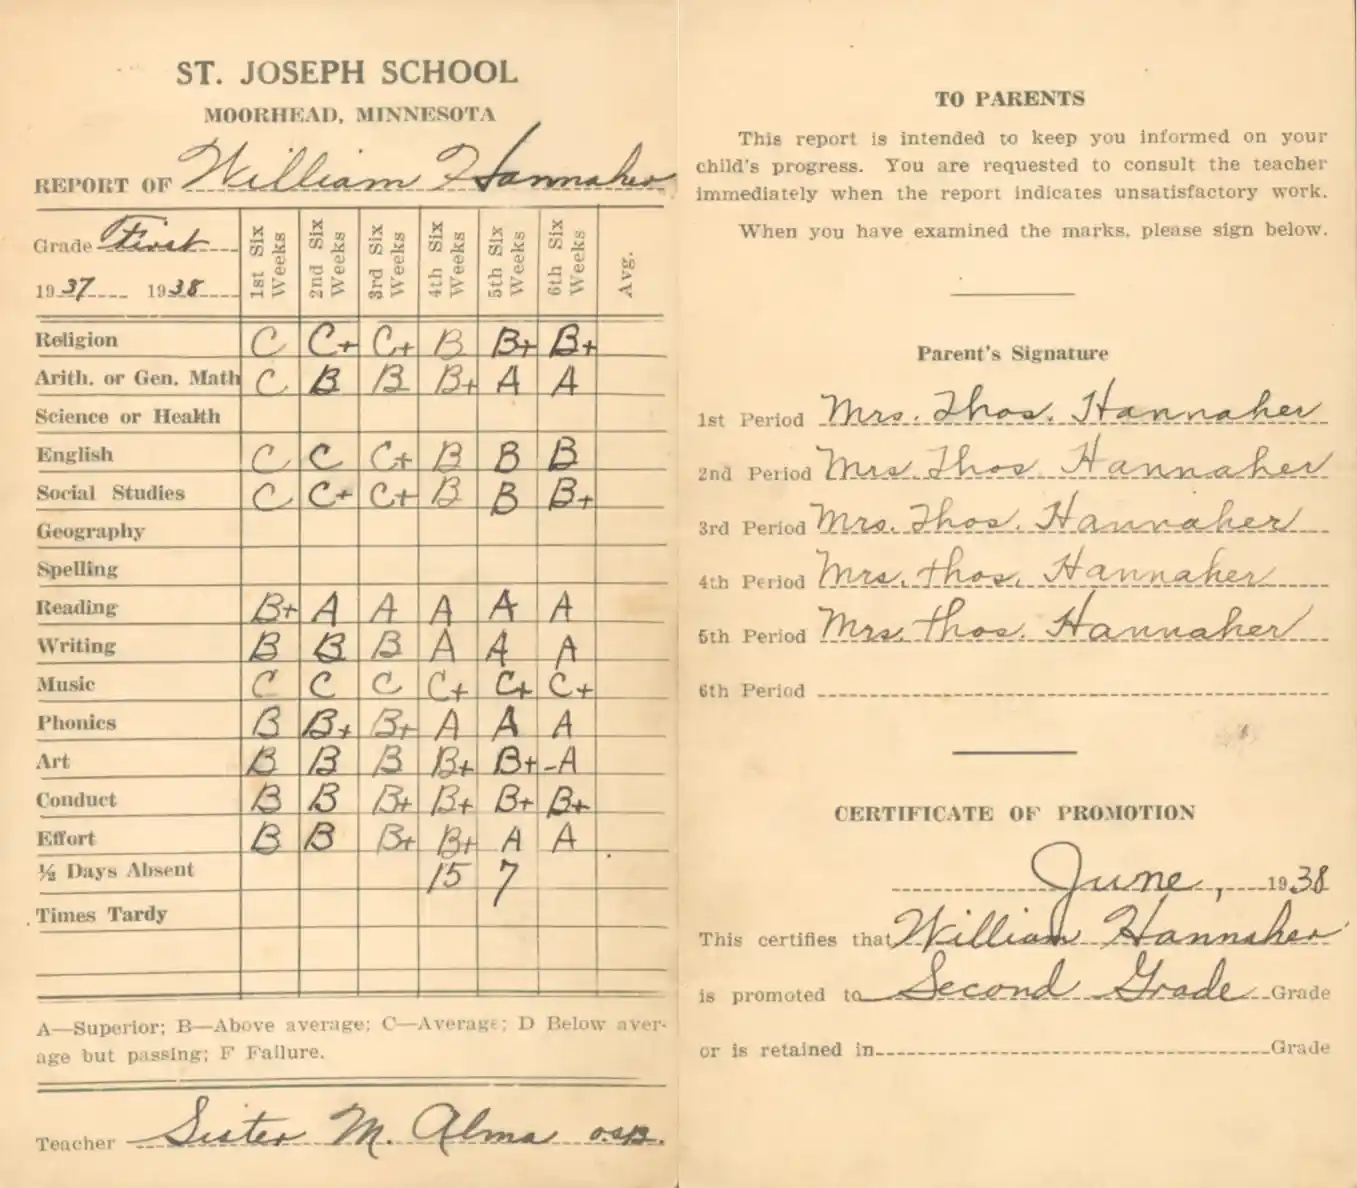 ST. JOSEPH SCHOOL
MOORHEAD, MINNESOTA
REPORT OF William Hannaher
Grade First
1937 1938
1st Six Weeks 2nd Six Weeks 3rd Six Weeks 4th Six Weeks 5th Six Weeks 6th Six Weeks Avg.
Religion C C+ C+ B B+ B+
Arith. or Gen. Math C B B B+ A A
Science or Health
English C C C+ B B B
Social Studies C C+ C+ B B B+
Geography
Spelling
Reading B+ A A A A A
Writing B B B A A A
Music C C C C+ C+ C+
Phonics B B+ B+ A A A
Art B B B B+ B+ -A
Conduct B B B+ B+ B+ B+
Effort B B B+ B+ A A
½ Days Absent 15 7
Times Tardy
A—Superior; B—Above average; C—Average; D Below aver-
age but passing; F Failure.
Teacher Sister M. Alma O.S.B.
TO PARENTS
This report is intended to keep you informed on your
child's progress. You are requested to consult the teacher
immediately when the report indicates unsatisfactory work.
When you have examined the marks, please sign below.
Parent's Signature
1st Period Mrs. Thos. Hannaher
2nd Period Mrs. Thos. Hannaher
3rd Period Mrs. Thos. Hannaher
4th Period Mrs. Thos. Hannaher
5th Period Mrs. Thos. Hannaher
6th Period
CERTIFICATE OF PROMOTION
June, 1938
This certifies that William Hannaher
is promoted to Second Grade Grade
or is retained in Grade